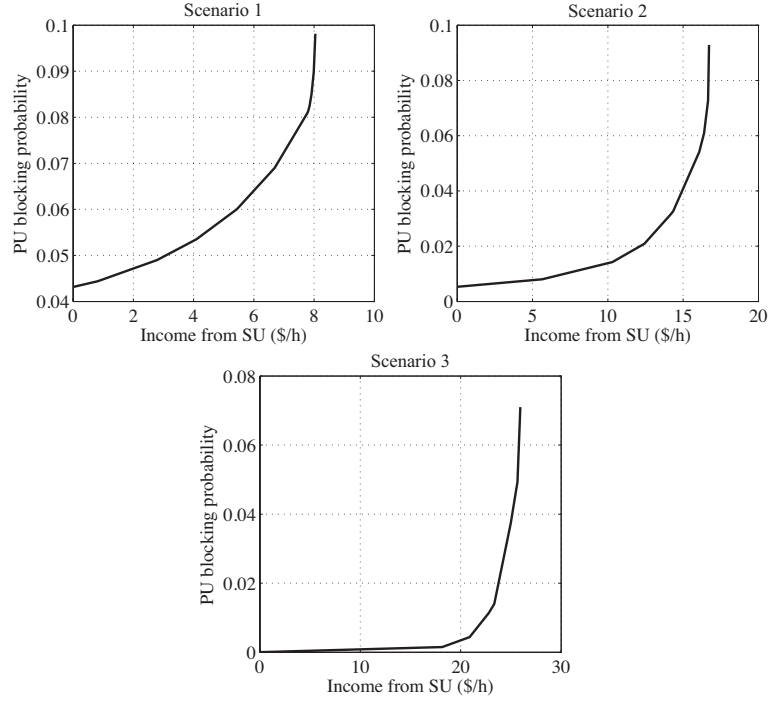 Scenario 1
0.1
0.09
0.08
0.07
0.06
0.05
0.04
PU blocking probability
0 2 4 6 8 10
Income from SU ($/h)
Scenario 2
0.1
0.08
0.06
0.04
0.02
0
PU blocking probability
0 5 10 15 20
Income from SU ($/h)
Scenario 3
0.08
0.06
0.04
0.02
0
PU blocking probability
0 10 20 30
Income from SU ($/h)